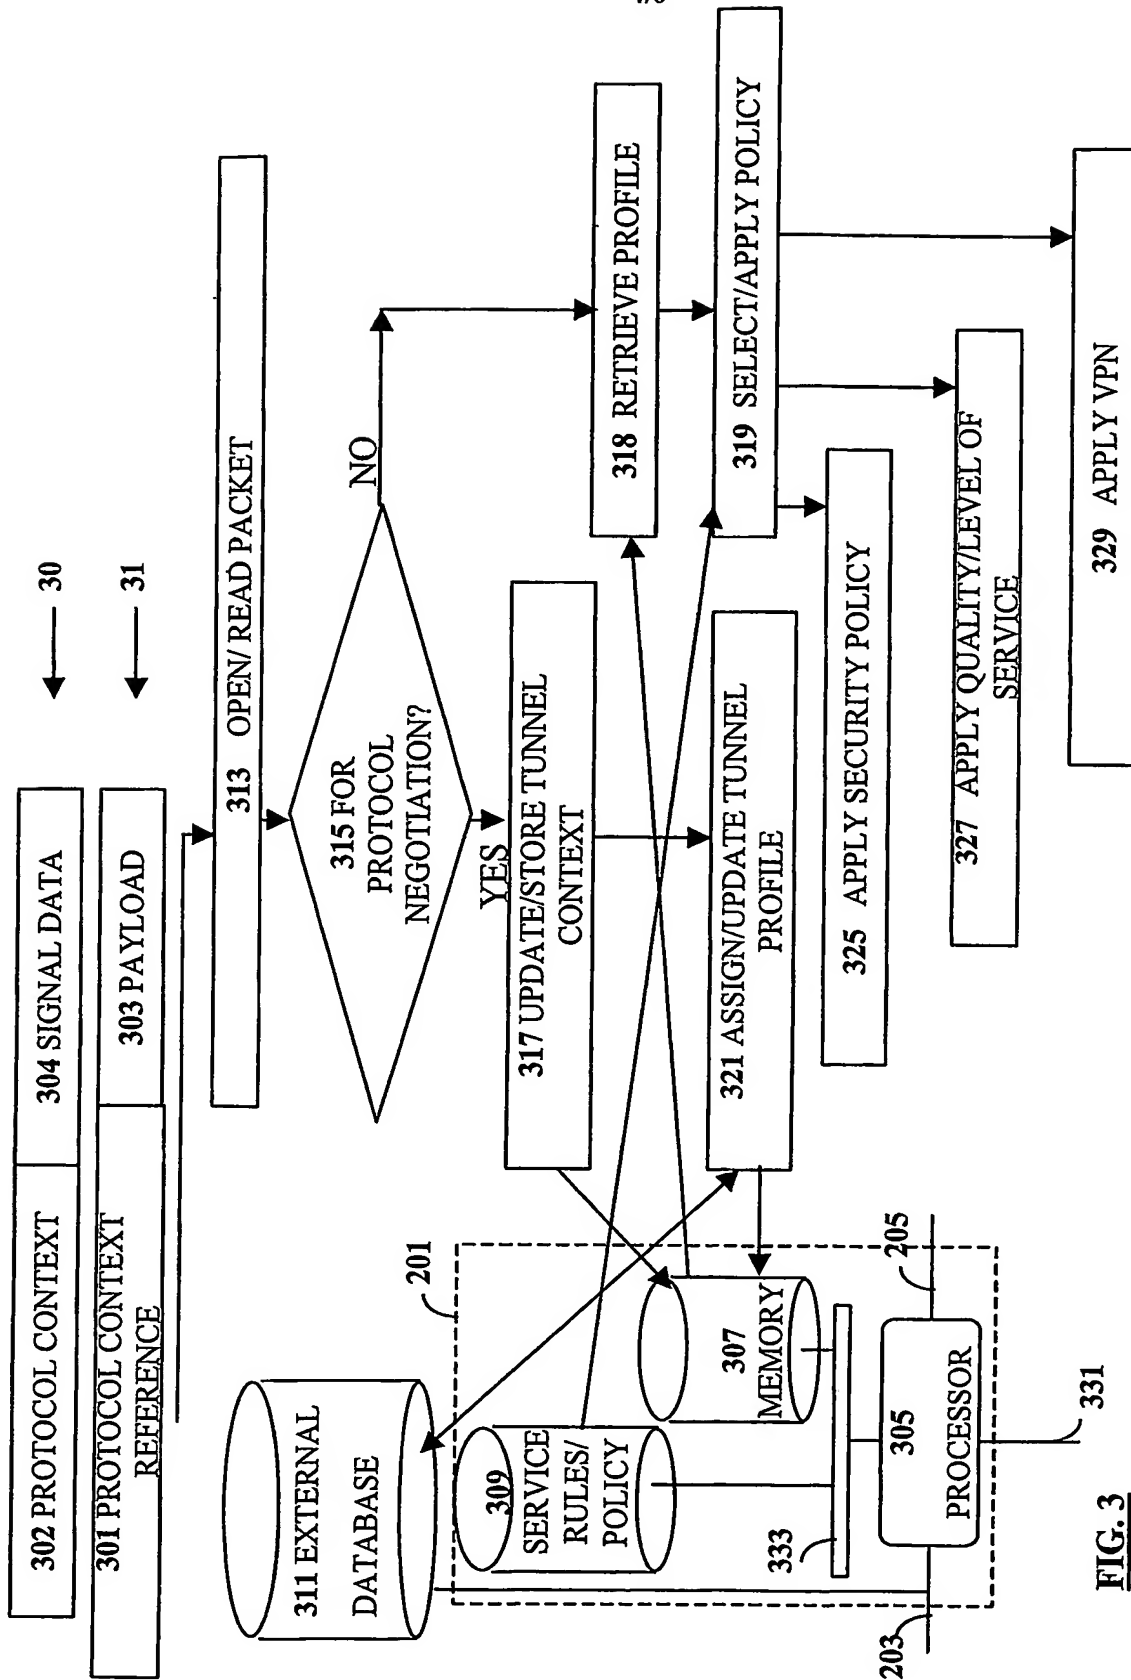 302 PROTOCOL CONTEXT
304 SIGNAL DATA
30
301 PROTOCOL CONTEXT
REFERENCE
303 PAYLOAD
31
313 OPEN/ READ PACKET
315 FOR
PROTOCOL
NEGOTIATION?
NO
YES
311 EXTERNAL
DATABASE
317 UPDATE/STORE TUNNEL
CONTEXT
318 RETRIEVE PROFILE
201
309
SERVICE
RULES/
POLICY
307
MEMORY
321 ASSIGN/UPDATE TUNNEL
PROFILE
319 SELECT/APPLY POLICY
325 APPLY SECURITY POLICY
333
305
PROCESSOR
203
205
327 APPLY QUALITY/LEVEL OF
SERVICE
331
329 APPLY VPN
FIG. 3